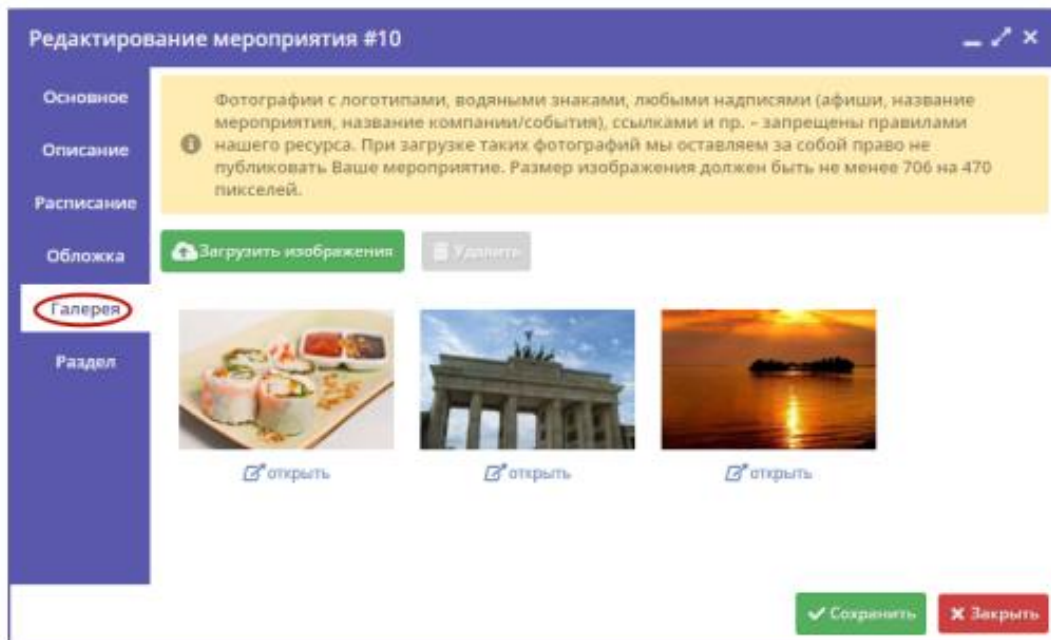 Редактирование мероприятия #10
Основное
Описание
Расписание
Обложка
Галерея
Раздел
Фотографии с логотипами, водяными знаками, любыми надписями (афиши, название
мероприятия, название компании/события), ссылками и пр. – запрещены правилами
нашего ресурса. При загрузке таких фотографий мы оставляем за собой право не
публиковать Ваше мероприятие. Размер изображения должен быть не менее 706 на 470
пикселей.
Загрузить изображения
Удалить
открыть
открыть
открыть
Сохранить
Закрыть